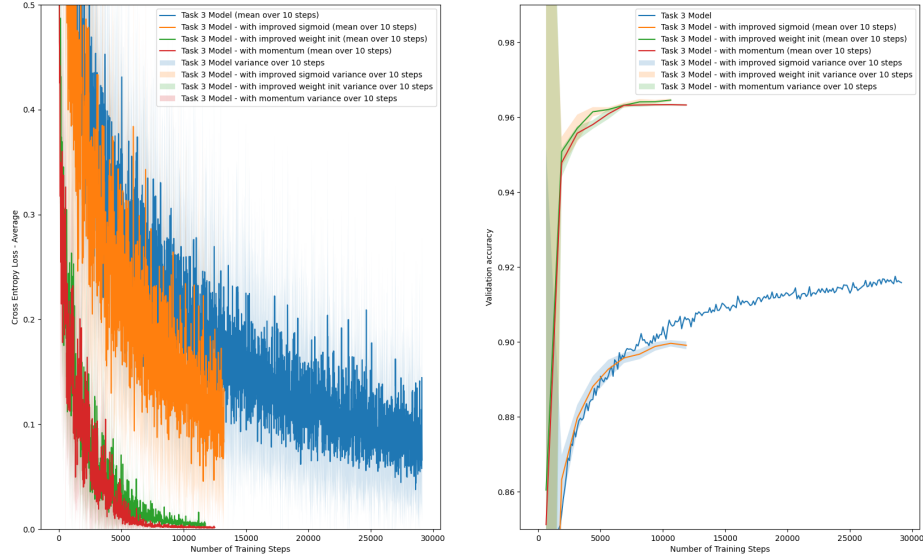 0.5
0.4
0.3
0.2
0.1
0.0
Cross Entropy Loss - Average
Task 3 Model (mean over 10 steps)
Task 3 Model - with improved sigmoid (mean over 10 steps)
Task 3 Model - with improved weight init (mean over 10 steps)
Task 3 Model - with momentum (mean over 10 steps)
Task 3 Model variance over 10 steps
Task 3 Model - with improved sigmoid variance over 10 steps
Task 3 Model - with improved weight init variance over 10 steps
Task 3 Model - with momentum variance over 10 steps
0 5000 10000 15000 20000 25000 30000
Number of Training Steps
0.98
0.96
0.94
0.92
0.90
0.88
0.86
Validation accuracy
Task 3 Model
Task 3 Model - with improved sigmoid (mean over 10 steps)
Task 3 Model - with improved weight init (mean over 10 steps)
Task 3 Model - with momentum (mean over 10 steps)
Task 3 Model - with improved sigmoid variance over 10 steps
Task 3 Model - with improved weight init variance over 10 steps
Task 3 Model - with momentum variance over 10 steps
0 5000 10000 15000 20000 25000 30000
Number of Training Steps